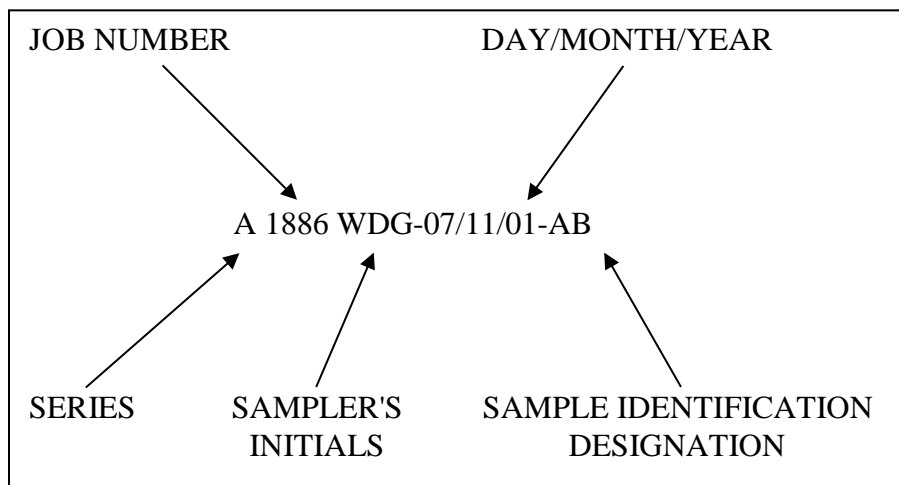 JOB NUMBER
DAY/MONTH/YEAR
A 1886 WDG-07/11/01-AB
SERIES
SAMPLER'S
INITIALS
SAMPLE IDENTIFICATION
DESIGNATION